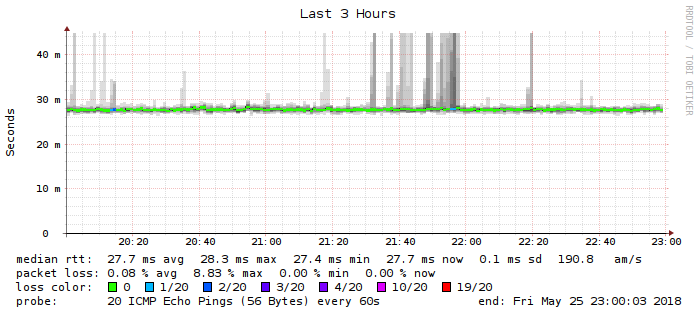 Last 3 Hours
RRDTOOL / TOBI OETIKER
Seconds
40 m
30 m
20 m
10 m
0
20:20 20:40 21:00 21:20 21:40 22:00 22:20 22:40 23:00
median rtt: 27.7 ms avg 28.3 ms max 27.4 ms min 27.7 ms now 0.1 ms sd 190.8 am/s
packet loss: 0.08 % avg 8.83 % max 0.00 % min 0.00 % now
loss color: 0 1/20 2/20 3/20 4/20 10/20 19/20
probe: 20 ICMP Echo Pings (56 Bytes) every 60s end: Fri May 25 23:00:03 2018